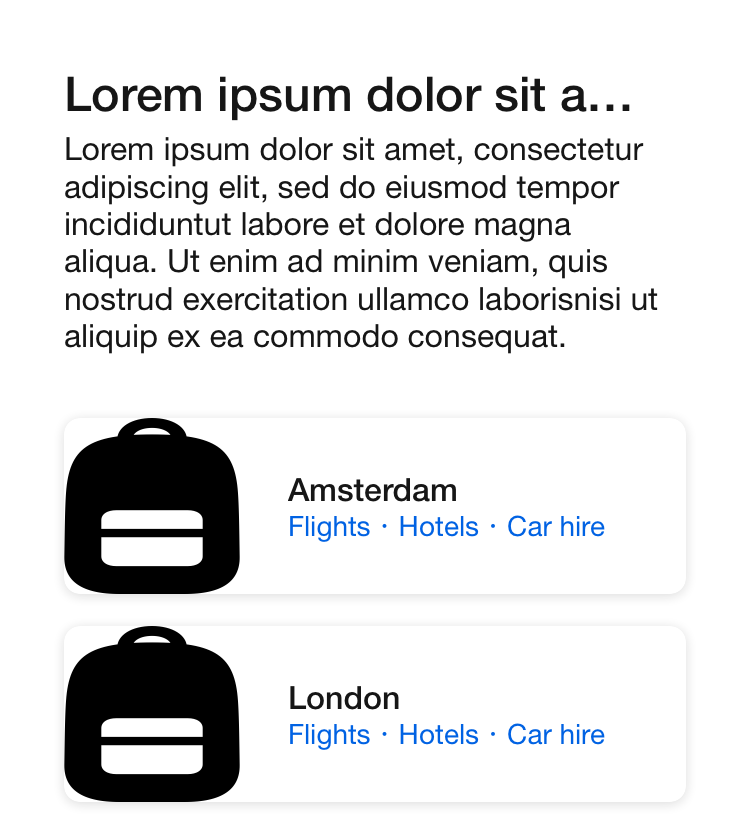 Lorem ipsum dolor sit a...
Lorem ipsum dolor sit amet, consectetur
adipiscing elit, sed do eiusmod tempor
incididuntut labore et dolore magna
aliqua. Ut enim ad minim veniam, quis
nostrud exercitation ullamco laborisnisi ut
aliquip ex ea commodo consequat.
Amsterdam
Flights · Hotels · Car hire
London
Flights · Hotels · Car hire